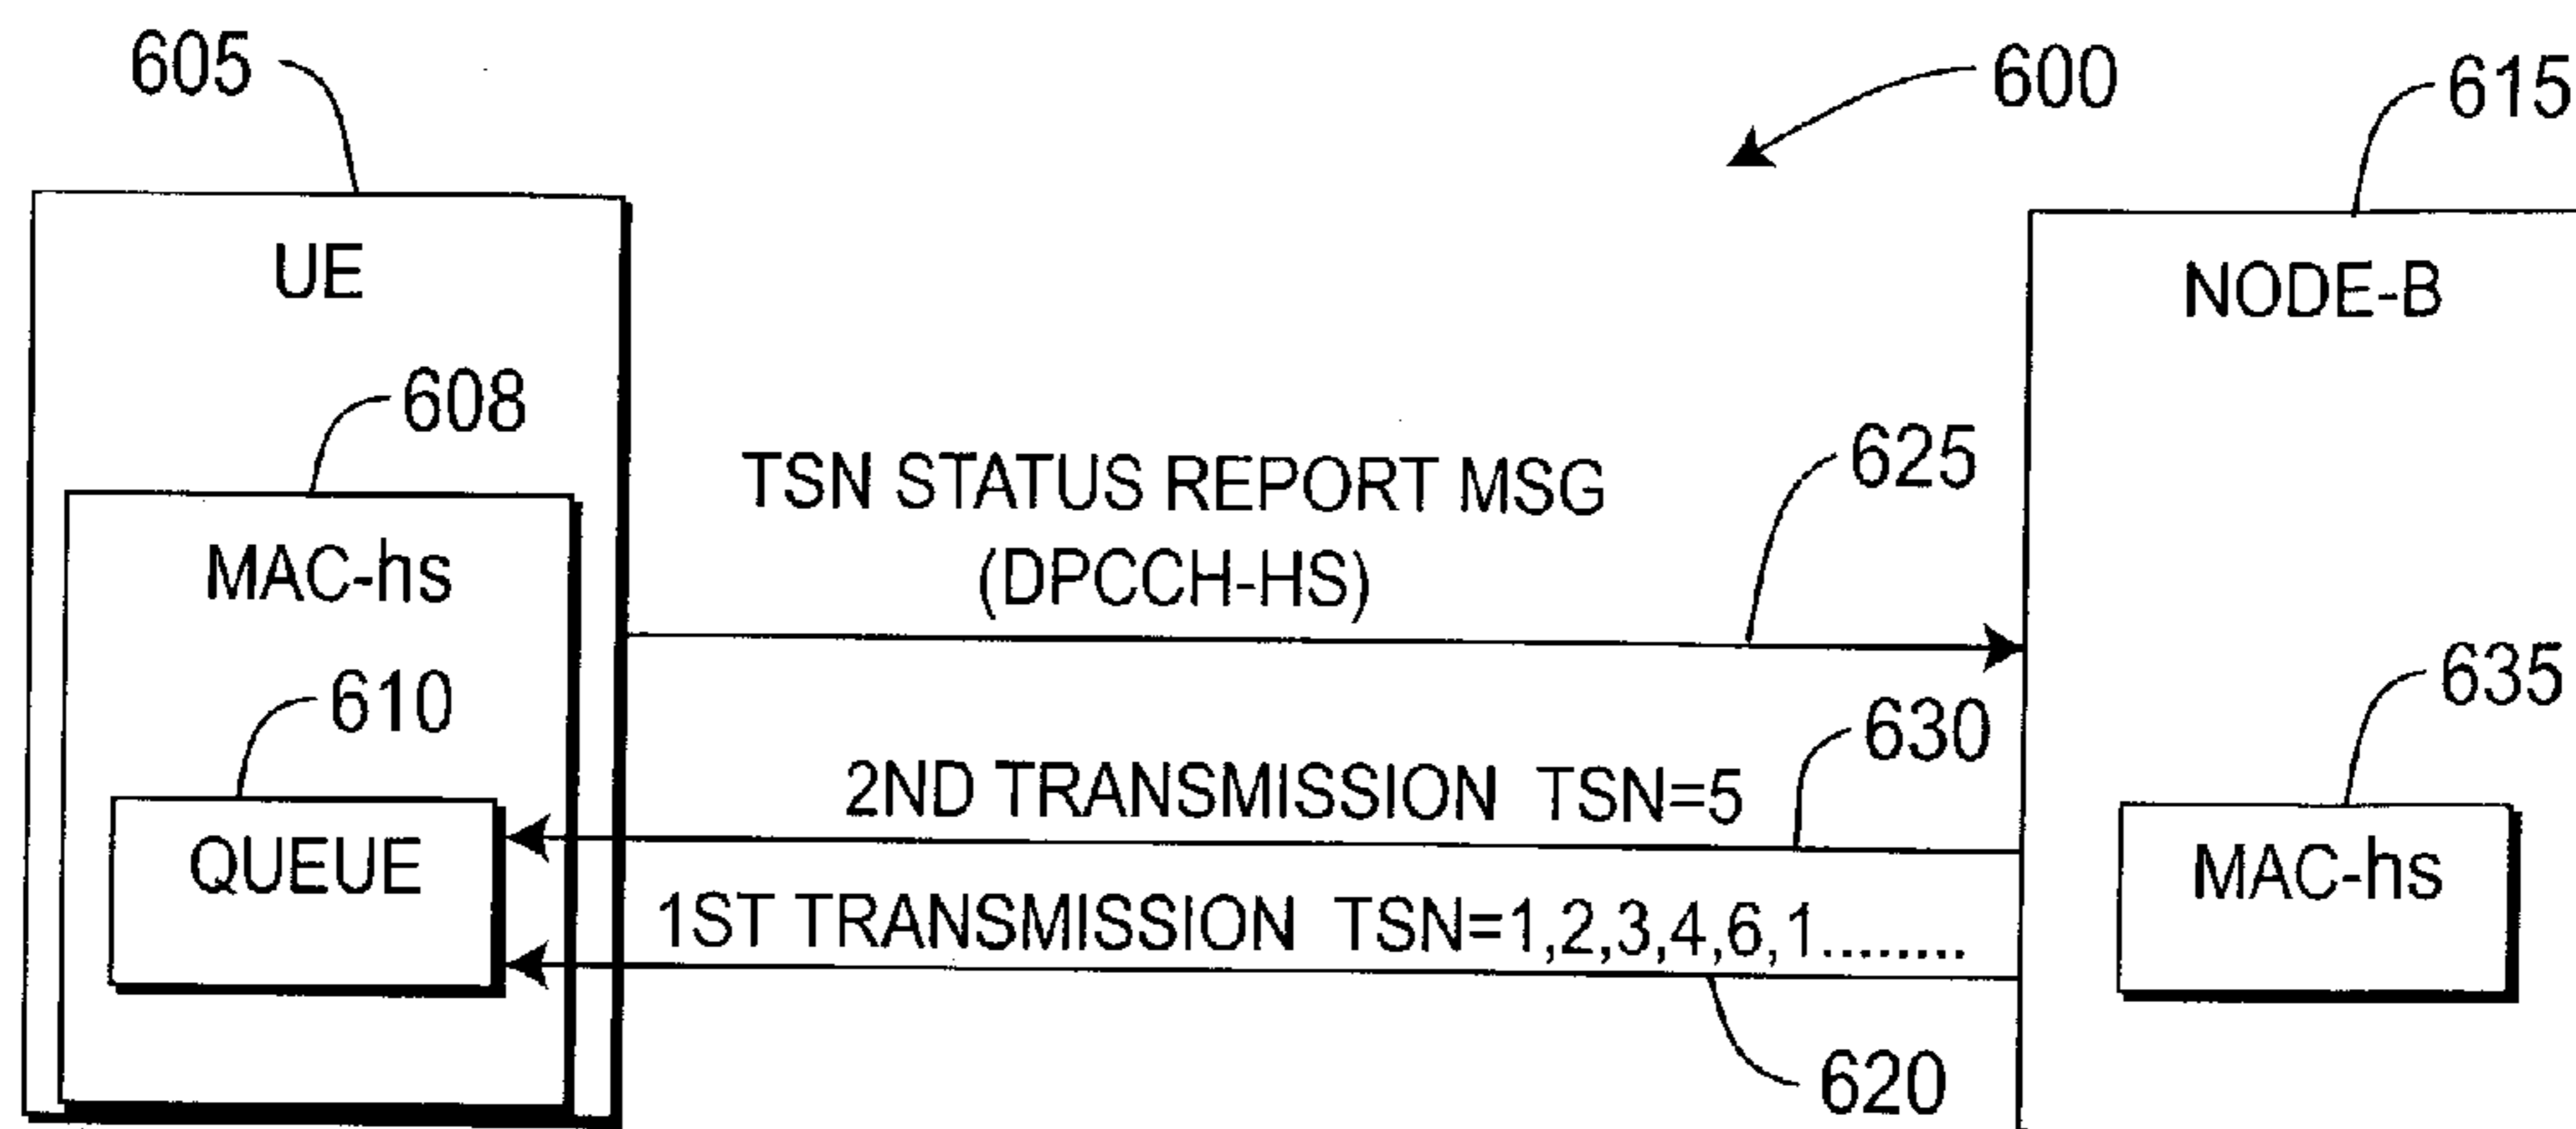 605
600
615
UE
NODE-B
608
TSN STATUS REPORT MSG
625
(DPCCH-HS)
MAC-hs
610
635
630
2ND TRANSMISSION TSN=5
QUEUE
MAC-hs
1ST TRANSMISSION TSN=1,2,3,4,6,1........
620